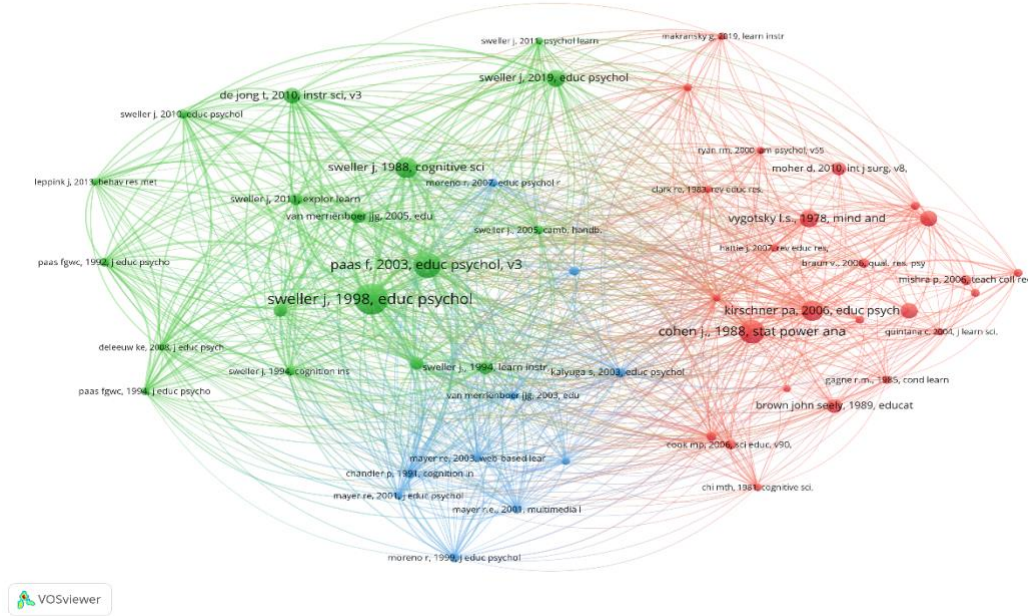 makransky g, 2019, learn instr
sweller j, 2011, psychol learn
sweller j, 2019, educ psychol
de jong t, 2010, instr sci, v3
sweller j, 2010, educ psychol
ryan rm, 2000, am psychol, v55
sweller j, 1988, cognitive sci
moher d, 2010, int j surg, v8,
leppink j, 2013, behav res met
moreno r, 2007, educ psychol r
clark re, 1983, rev educ res,
sweller j, 2011, explor learn
van merrienboer jjg, 2005, edu
vygotsky l.s., 1978, mind and
sweller j., 2005, camb. handb.
hattie j, 2007, rev educ res,
paas fgwc, 1992, j educ psycho
paas f, 2003, educ psychol, v3
braun v., 2006, qual. res. psy
mishra p, 2006, teach coll rec
sweller j, 1998, educ psychol
kirschner pa, 2006, educ psych
cohen j., 1988, stat power ana
quintana c, 2004, j learn sci,
deleeuw ke, 2008, j educ psych
sweller j, 1994, cognition ins
sweller j., 1994, learn instr
kalyuga s, 2003, educ psychol
gagne r.m., 1985, cond learn
paas fgwc, 1994, j educ psycho
van merrienboer jjg, 2003, edu
brown john seely, 1989, educat
cook mp, 2006, sci educ, v90,
mayer re, 2003, web-based lear
chandler p, 1991, cognition in
chi mth, 1981, cognitive sci,
mayer re, 2001, j educ psychol
mayer r.e., 2001, multimedia l
moreno r, 1999, j educ psychol
VOSviewer